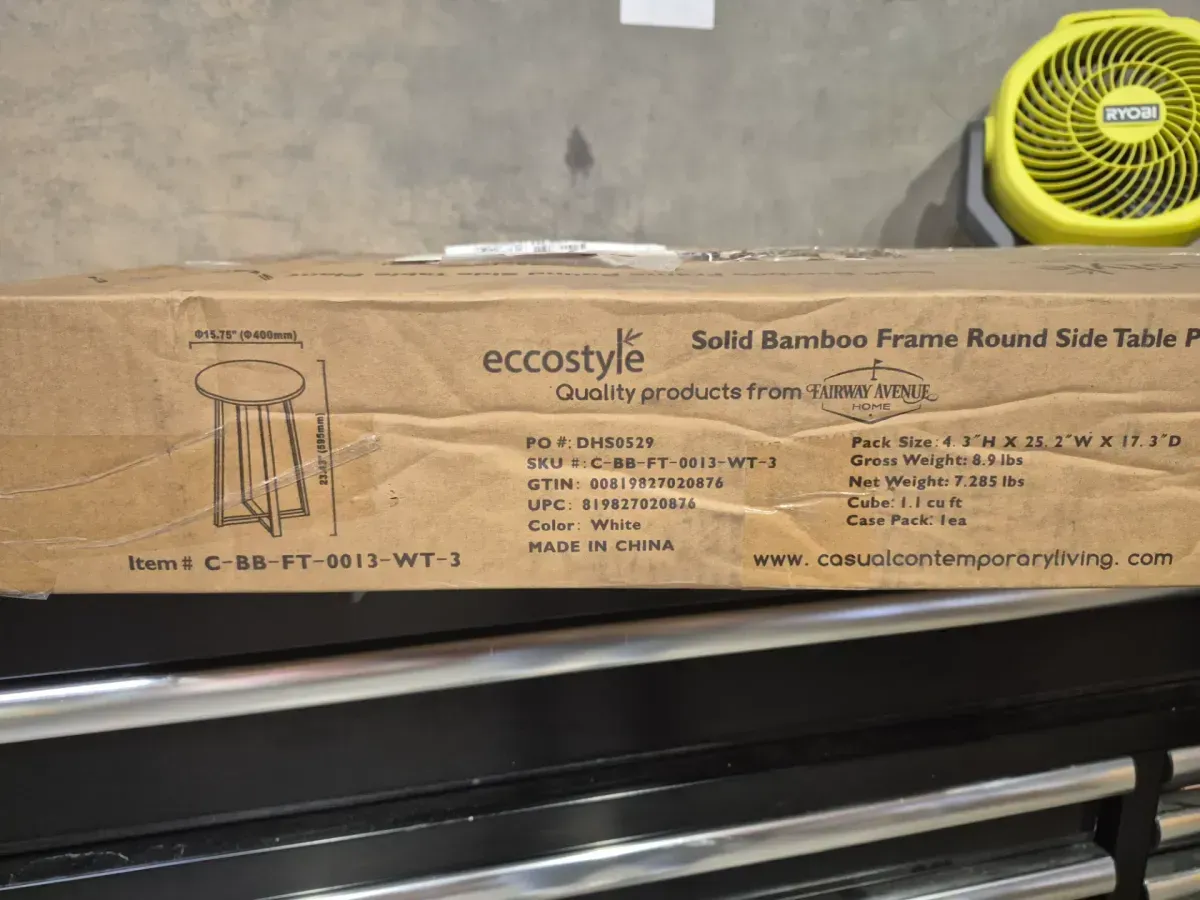 RYOBI
Φ15.75" (Φ400mm)
23.43" (595mm)
eccostyle
Solid Bamboo Frame Round Side Table P
Quality products from FAIRWAY AVENUE
HOME
PO #: DHS0529
SKU #: C-BB-FT-0013-WT-3
GTIN: 00819827020876
UPC: 819827020876
Color: White
MADE IN CHINA
Pack Size: 4.3"H X 25.2"W X 17.3"D
Gross Weight: 8.9 lbs
Net Weight: 7.285 lbs
Cube: 1.1 cu ft
Case Pack: 1ea
Item# C-BB-FT-0013-WT-3
www.casualcontemporaryliving.com